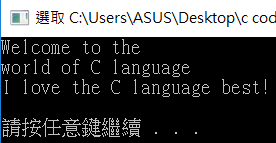 選取 C:\Users\ASUS\Desktop\c cod
Welcome to the
world of C language
I love the C language best!
請按任意鍵繼續 . . .